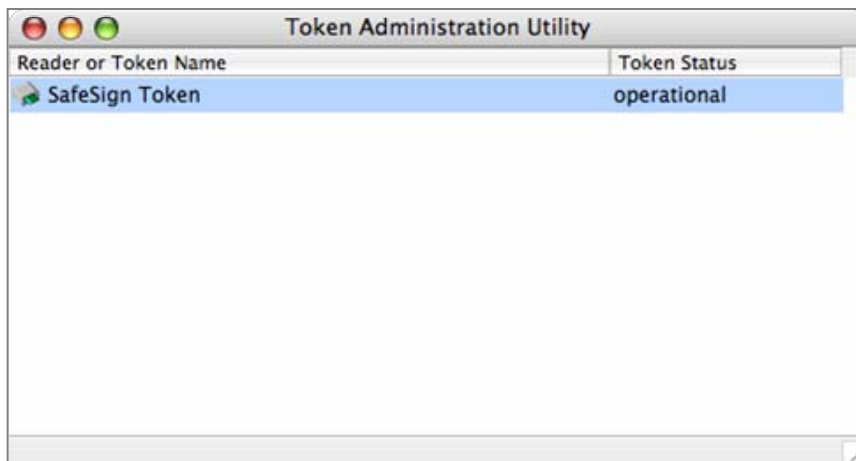 Token Administration Utility
Reader or Token Name Token Status
SafeSign Token operational